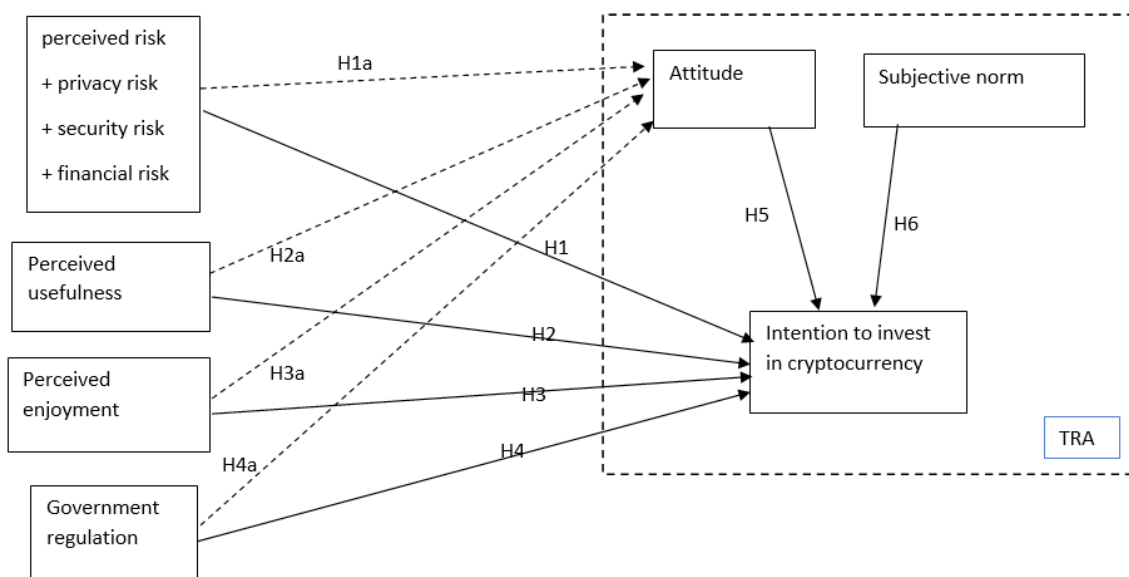 perceived risk
+ privacy risk
+ security risk
+ financial risk
H1a
Attitude
Subjective norm
Perceived
usefulness
H2a
H1
H5
H6
Intention to invest
in cryptocurrency
H2
Perceived
enjoyment
H3a
H3
TRA
H4a
H4
Government
regulation